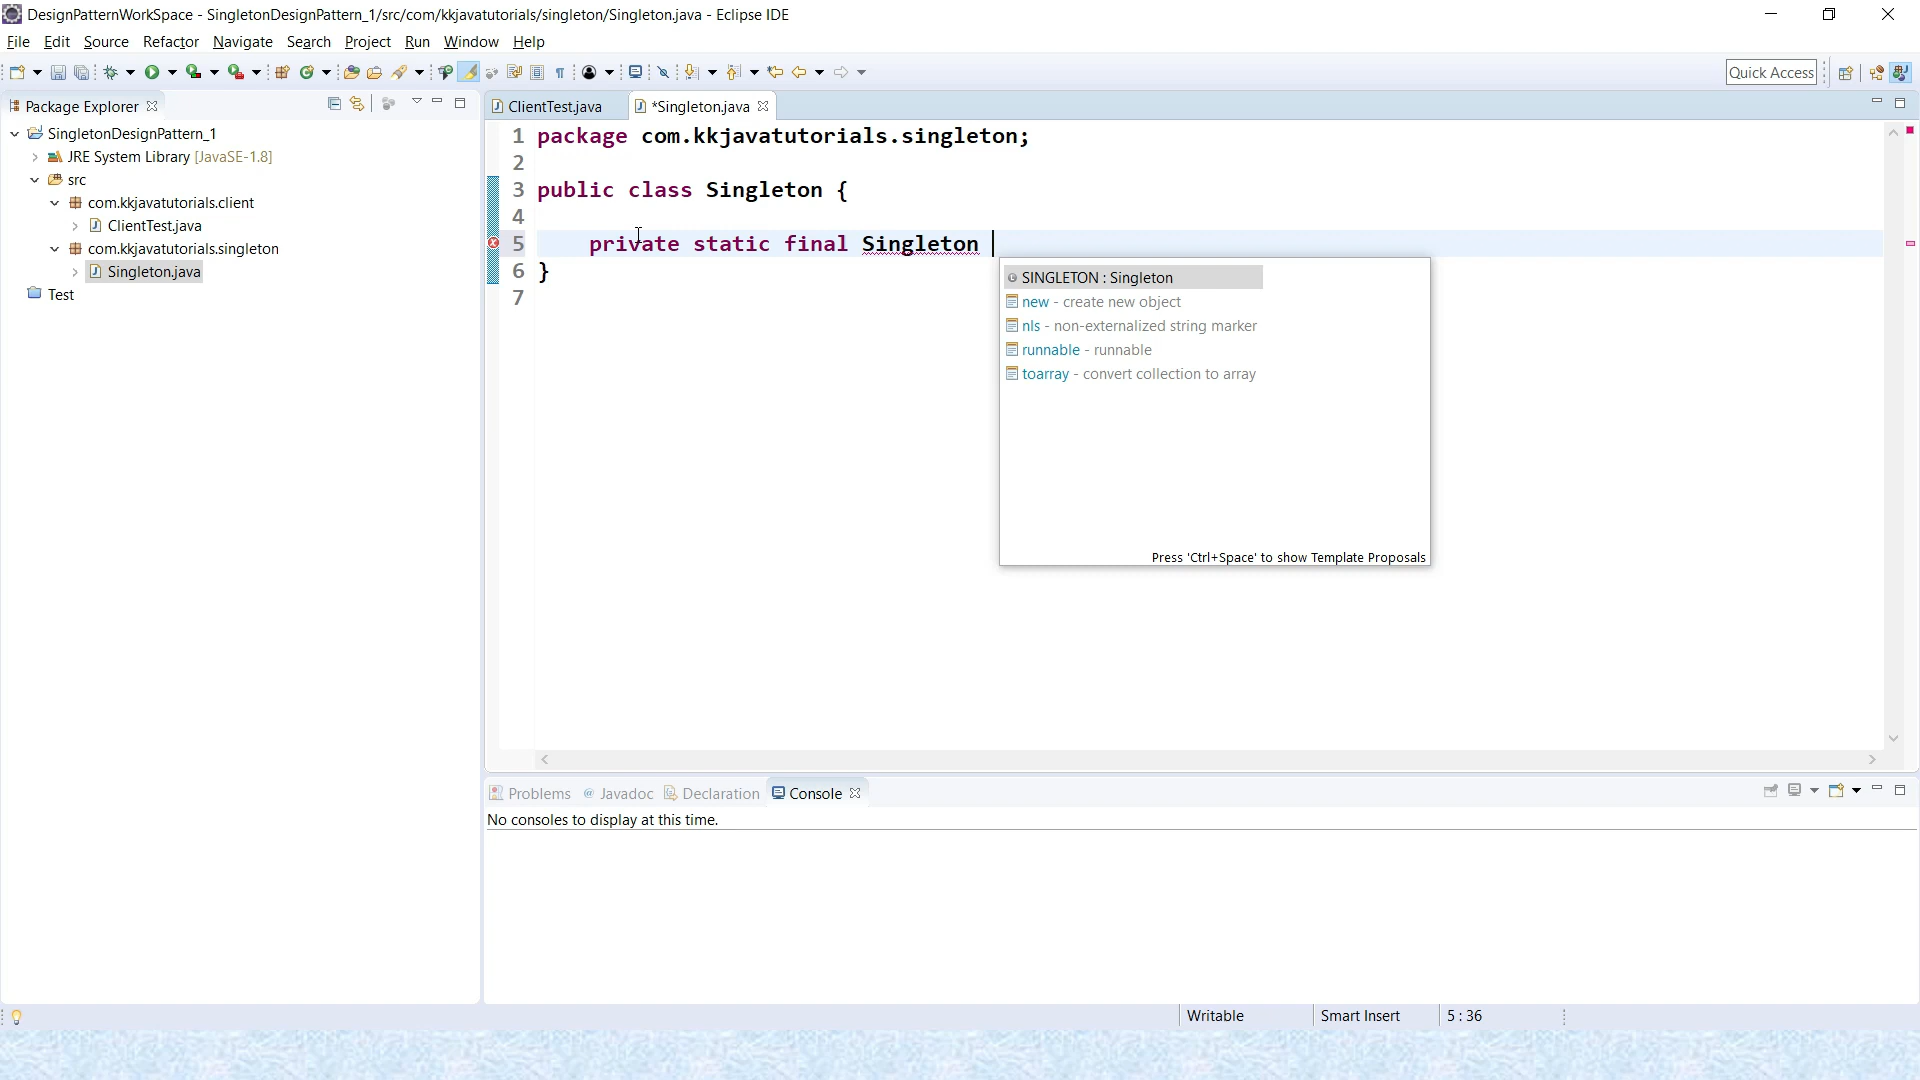 DesignPatternWorkSpace - SingletonDesignPattern_1/src/com/kkjavatutorials/singleton/Singleton.java - Eclipse IDE
File Edit Source Refactor Navigate Search Project Run Window Help
Quick Access
Package Explorer
SingletonDesignPattern_1
JRE System Library [JavaSE-1.8]
src
com.kkjavatutorials.client
ClientTest.java
com.kkjavatutorials.singleton
Singleton.java
Test
ClientTest.java *Singleton.java
1 package com.kkjavatutorials.singleton;
2
3 public class Singleton {
4
5 private static final Singleton
6 }
7
SINGLETON : Singleton
new - create new object
nls - non-externalized string marker
runnable - runnable
toarray - convert collection to array
Press 'Ctrl+Space' to show Template Proposals
Problems @ Javadoc Declaration Console
No consoles to display at this time.
Writable Smart Insert 5 : 36